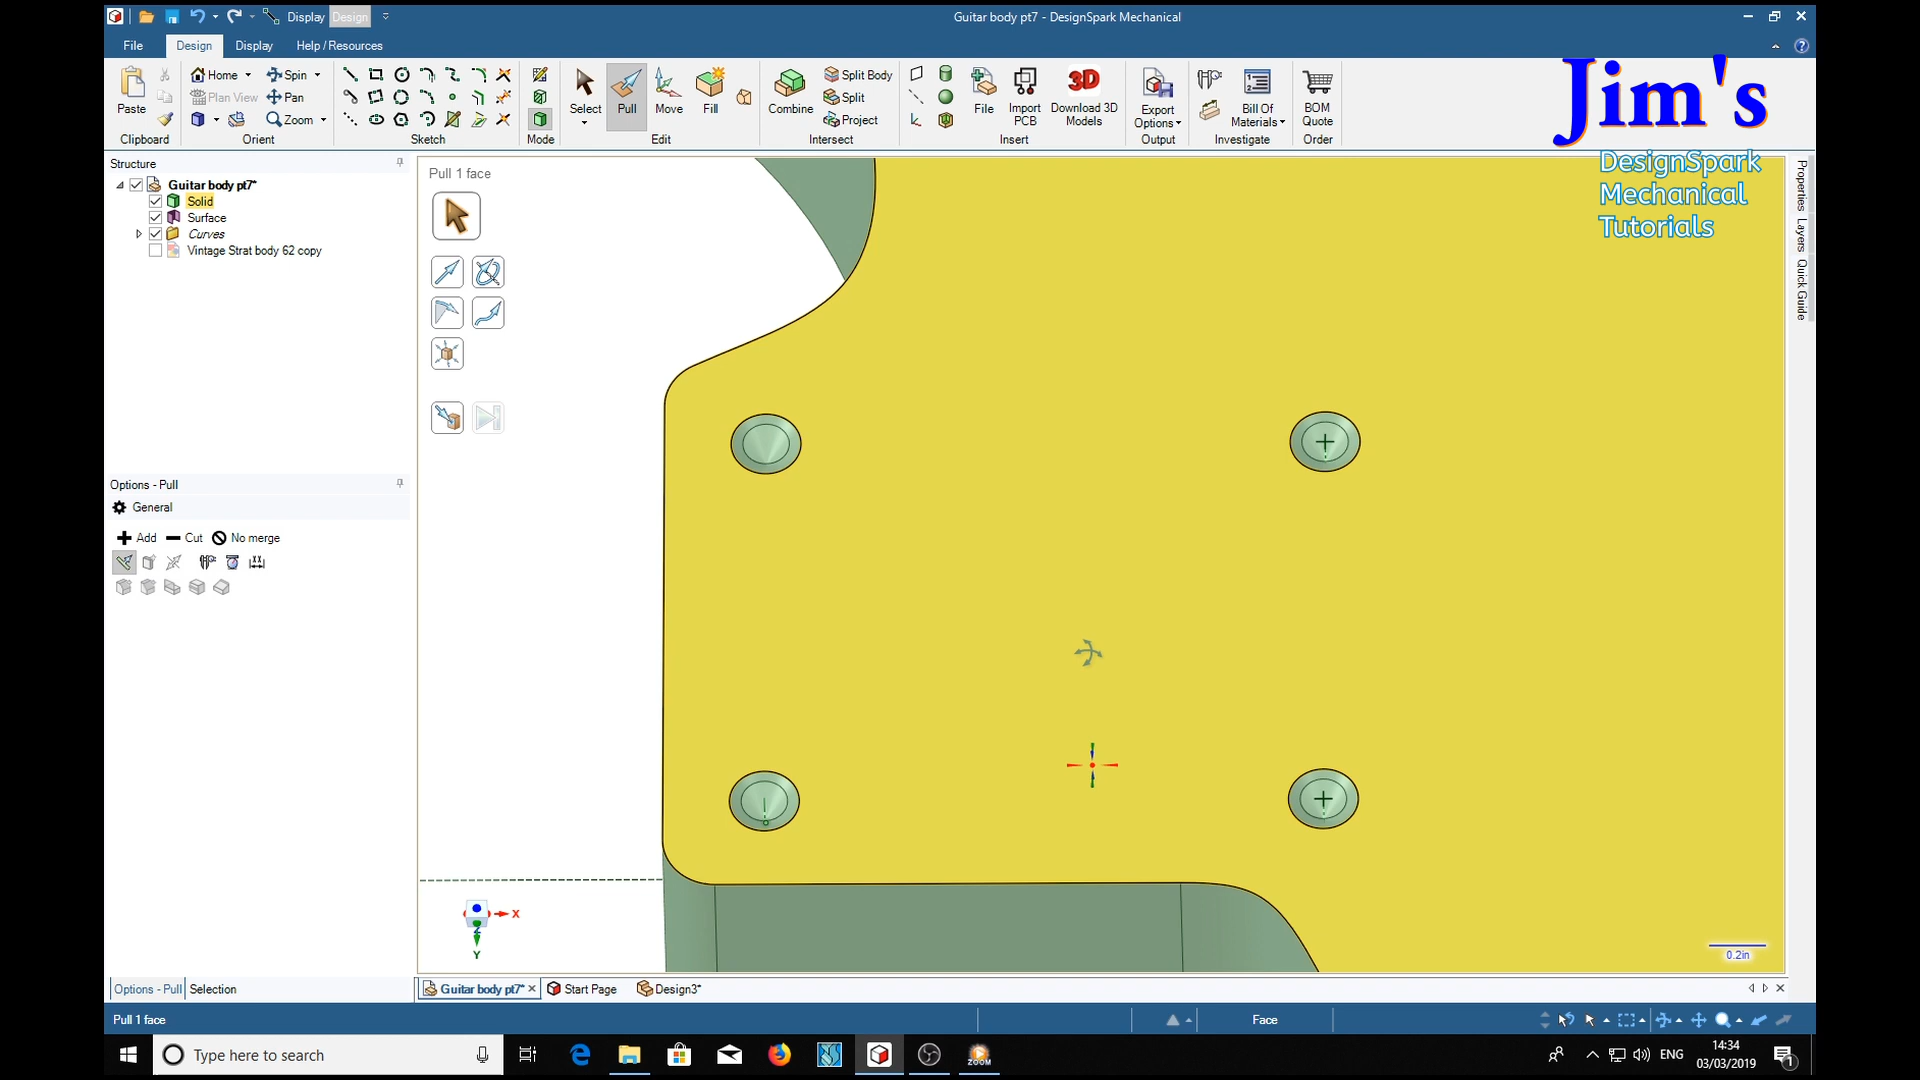 Display Design
Guitar body pt7 - DesignSpark Mechanical
File Design Display Help / Resources
Home Spin
Plan View Pan
Zoom
Paste
Select Pull Move Fill
Combine
Split Body
Split
Project
File Import PCB Download 3D Models
3D
Export Options
Bill Of Materials
BOM Quote
Clipboard Orient Sketch Mode Edit Intersect Insert Output Investigate Order
Jim's
DesignSpark
Mechanical
Tutorials
Structure
Guitar body pt7*
Solid
Surface
Curves
Vintage Strat body 62 copy
Pull 1 face
Properties
Layers
Quick Guide
Options - Pull
General
Add Cut No merge
X
Z
Y
0.2in
Options - Pull Selection
Guitar body pt7* Start Page Design3*
Pull 1 face
Face
Type here to search
ZOOM
ENG
14:34
03/03/2019
1